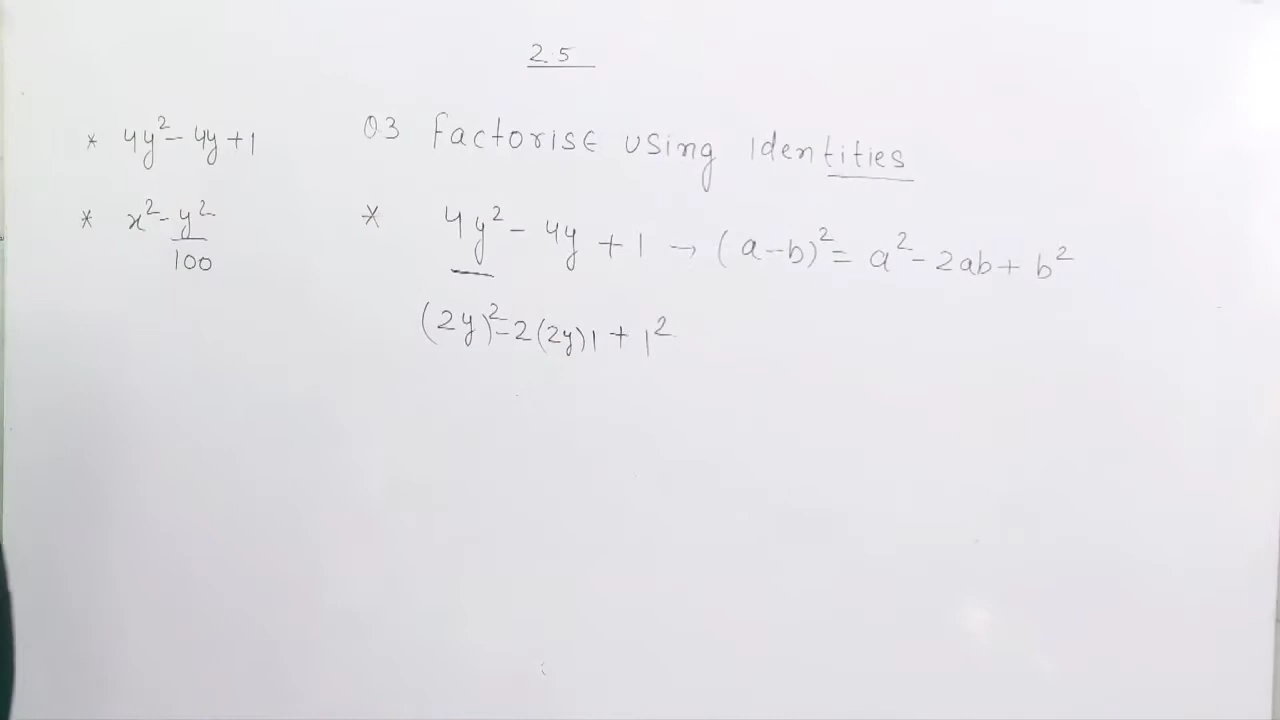 2.5
* 4y² - 4y + 1
* x² - y²/100
Q.3 Factorise using Identities
* 4y² - 4y + 1 → (a-b)² = a² - 2ab + b²
(2y)² - 2(2y)1 + 1²